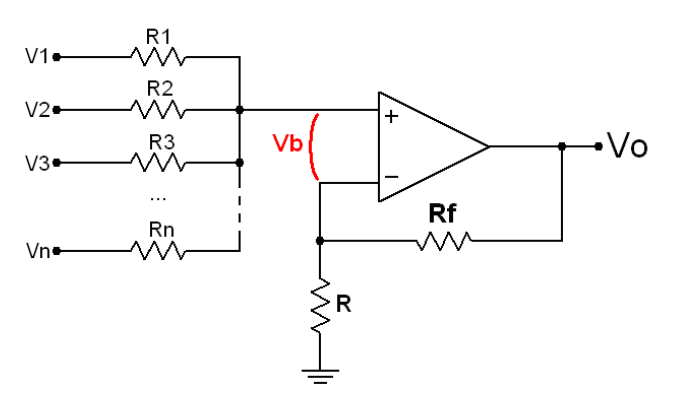 R1
V1
R2
V2
+
Vb
Vo
R3
V3
−
...
Rf
Rn
Vn
R